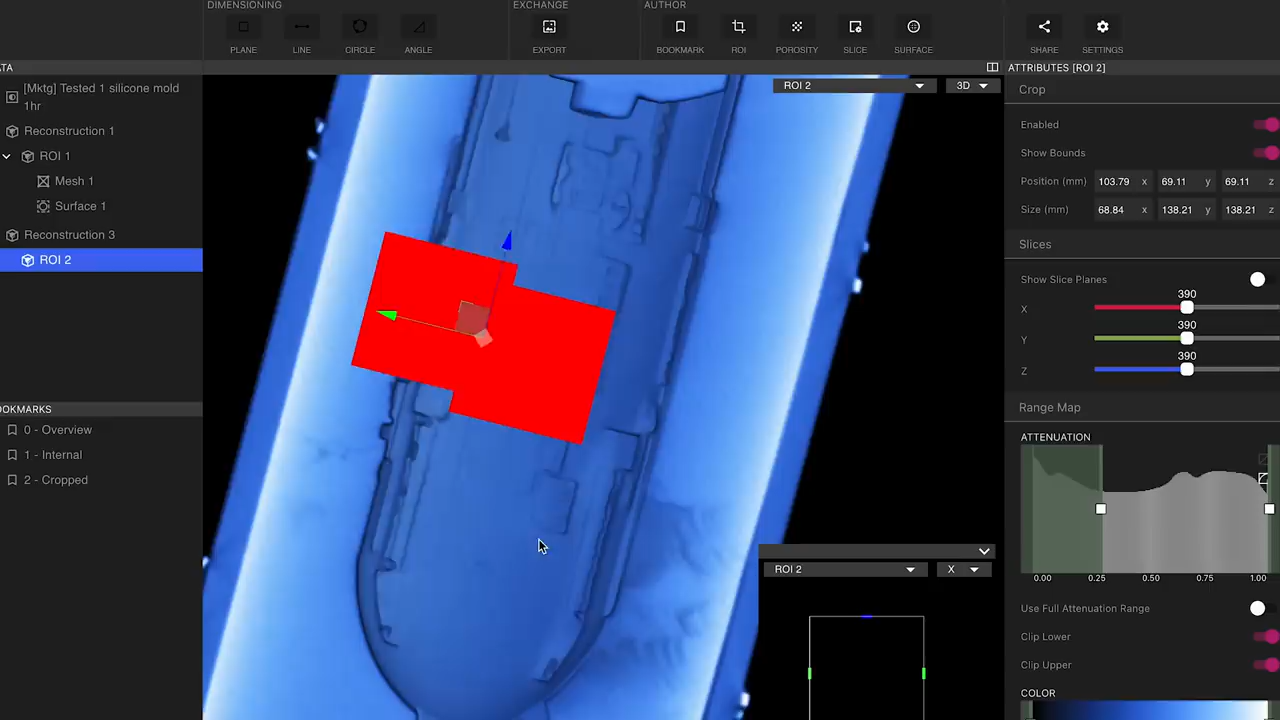 DIMENSIONING
EXCHANGE
AUTHOR
PLANE
LINE
CIRCLE
ANGLE
EXPORT
BOOKMARK
ROI
POROSITY
SLICE
SURFACE
SHARE
SETTINGS
ATA
[Mktg] Tested 1 silicone mold
1hr
Reconstruction 1
ROI 1
Mesh 1
Surface 1
Reconstruction 3
ROI 2
OOKMARKS
0 - Overview
1 - Internal
2 - Cropped
ROI 2
3D
ROI 2
X
ATTRIBUTES [ROI 2]
Crop
Enabled
Show Bounds
Position (mm) 103.79 x 69.11 y 69.11 z
Size (mm) 68.84 x 138.21 y 138.21 z
Slices
Show Slice Planes
390
X
390
Y
390
Z
Range Map
ATTENUATION
0.00 0.25 0.50 0.75 1.00
Use Full Attenuation Range
Clip Lower
Clip Upper
COLOR